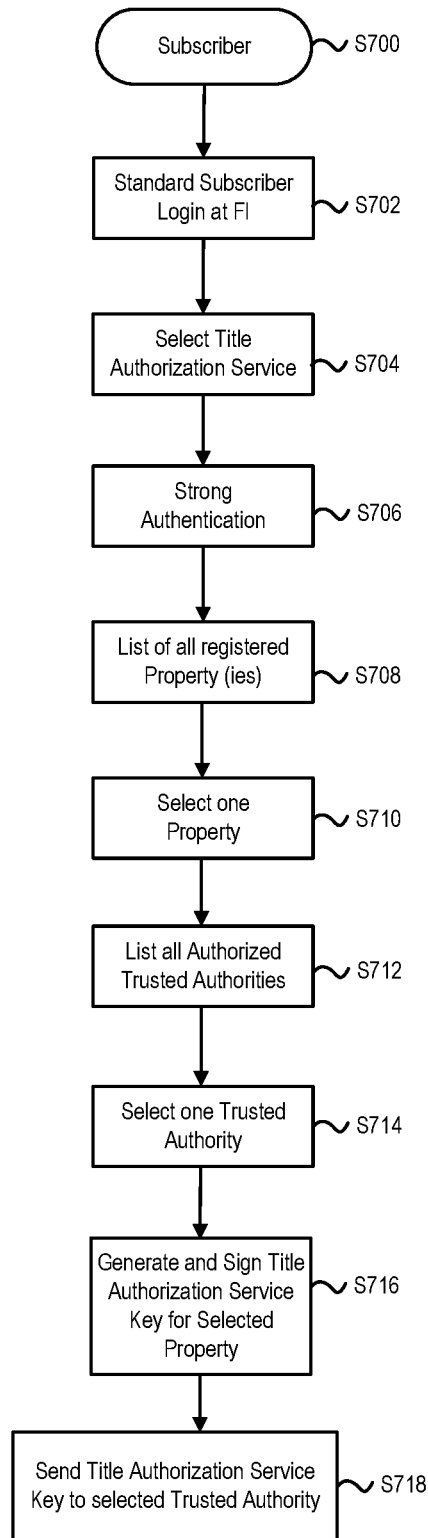 Subscriber
S700
Standard Subscriber
Login at FI
S702
Select Title
Authorization Service
S704
Strong
Authentication
S706
List of all registered
Property (ies)
S708
Select one
Property
S710
List all Authorized
Trusted Authorities
S712
Select one Trusted
Authority
S714
Generate and Sign Title
Authorization Service
Key for Selected
Property
S716
Send Title Authorization Service
Key to selected Trusted Authority
S718